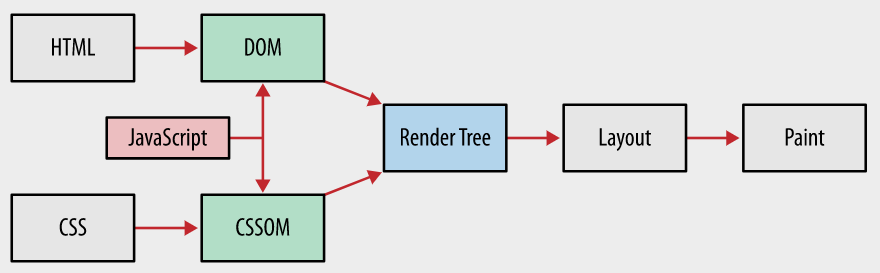 HTML
DOM
JavaScript
Render Tree
Layout
Paint
CSS
CSSOM